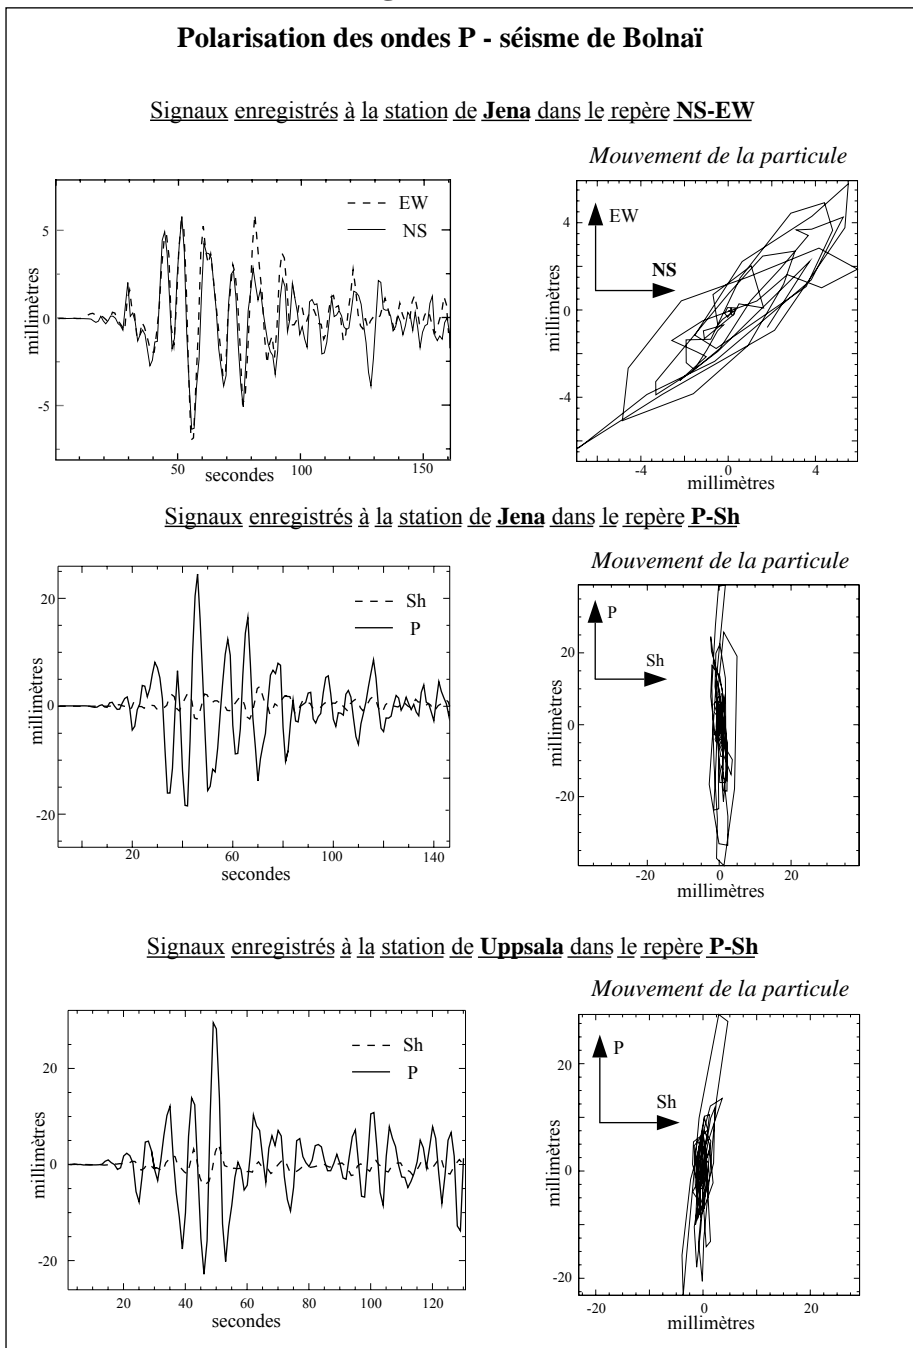 Polarisation des ondes P - séisme de Bolnaï
Signaux enregistrés à la station de Jena dans le repère NS-EW
Mouvement de la particule
EW
NS
5
0
-5
millimètres
50
100
150
secondes
EW
NS
4
0
-4
millimètres
-4
0
4
millimètres
Signaux enregistrés à la station de Jena dans le repère P-Sh
Mouvement de la particule
Sh
P
20
0
-20
millimètres
20
60
100
140
secondes
P
Sh
20
0
-20
millimètres
-20
0
20
millimètres
Signaux enregistrés à la station de Uppsala dans le repère P-Sh
Mouvement de la particule
Sh
P
20
0
-20
millimètres
20
40
60
80
100
120
secondes
P
Sh
20
10
0
-10
-20
millimètres
-20
0
20
millimètres